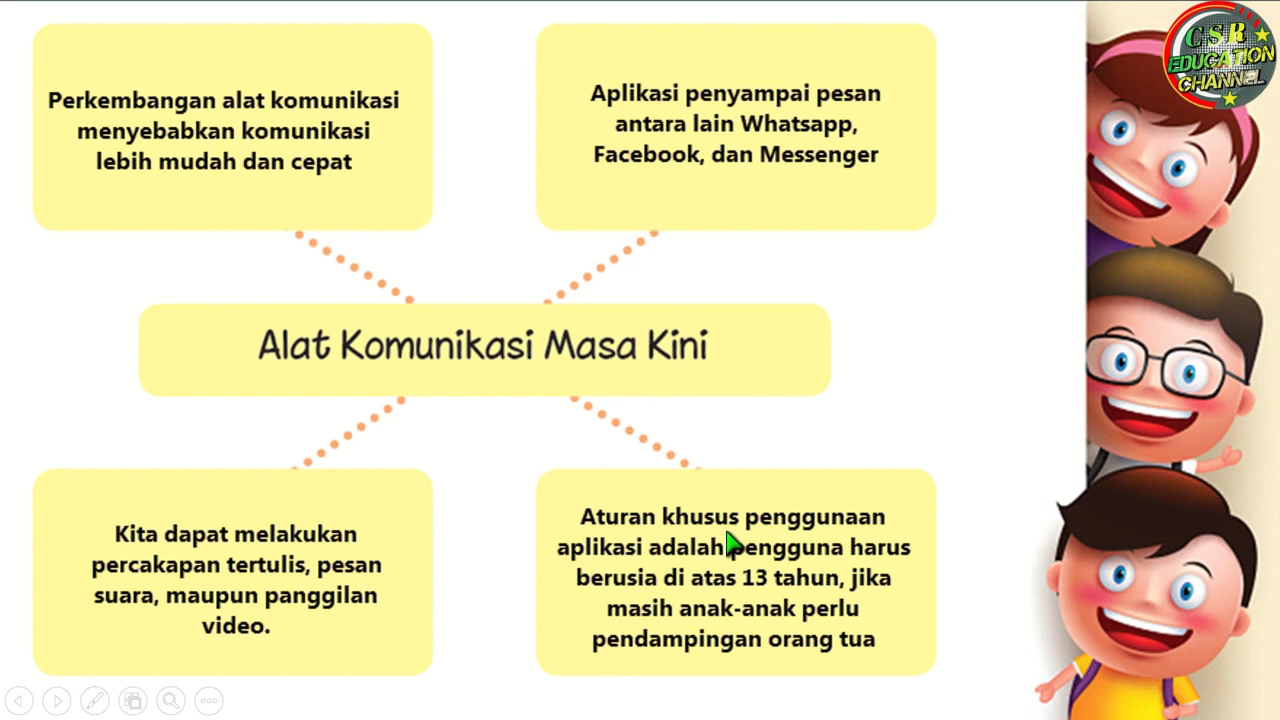 Perkembangan alat komunikasi
menyebabkan komunikasi
lebih mudah dan cepat
Aplikasi penyampai pesan
antara lain Whatsapp,
Facebook, dan Messenger
Alat Komunikasi Masa Kini
Kita dapat melakukan
percakapan tertulis, pesan
suara, maupun panggilan
video.
Aturan khusus penggunaan
aplikasi adalah pengguna harus
berusia di atas 13 tahun, jika
masih anak-anak perlu
pendampingan orang tua
CSR
EDUCATION
CHANNEL